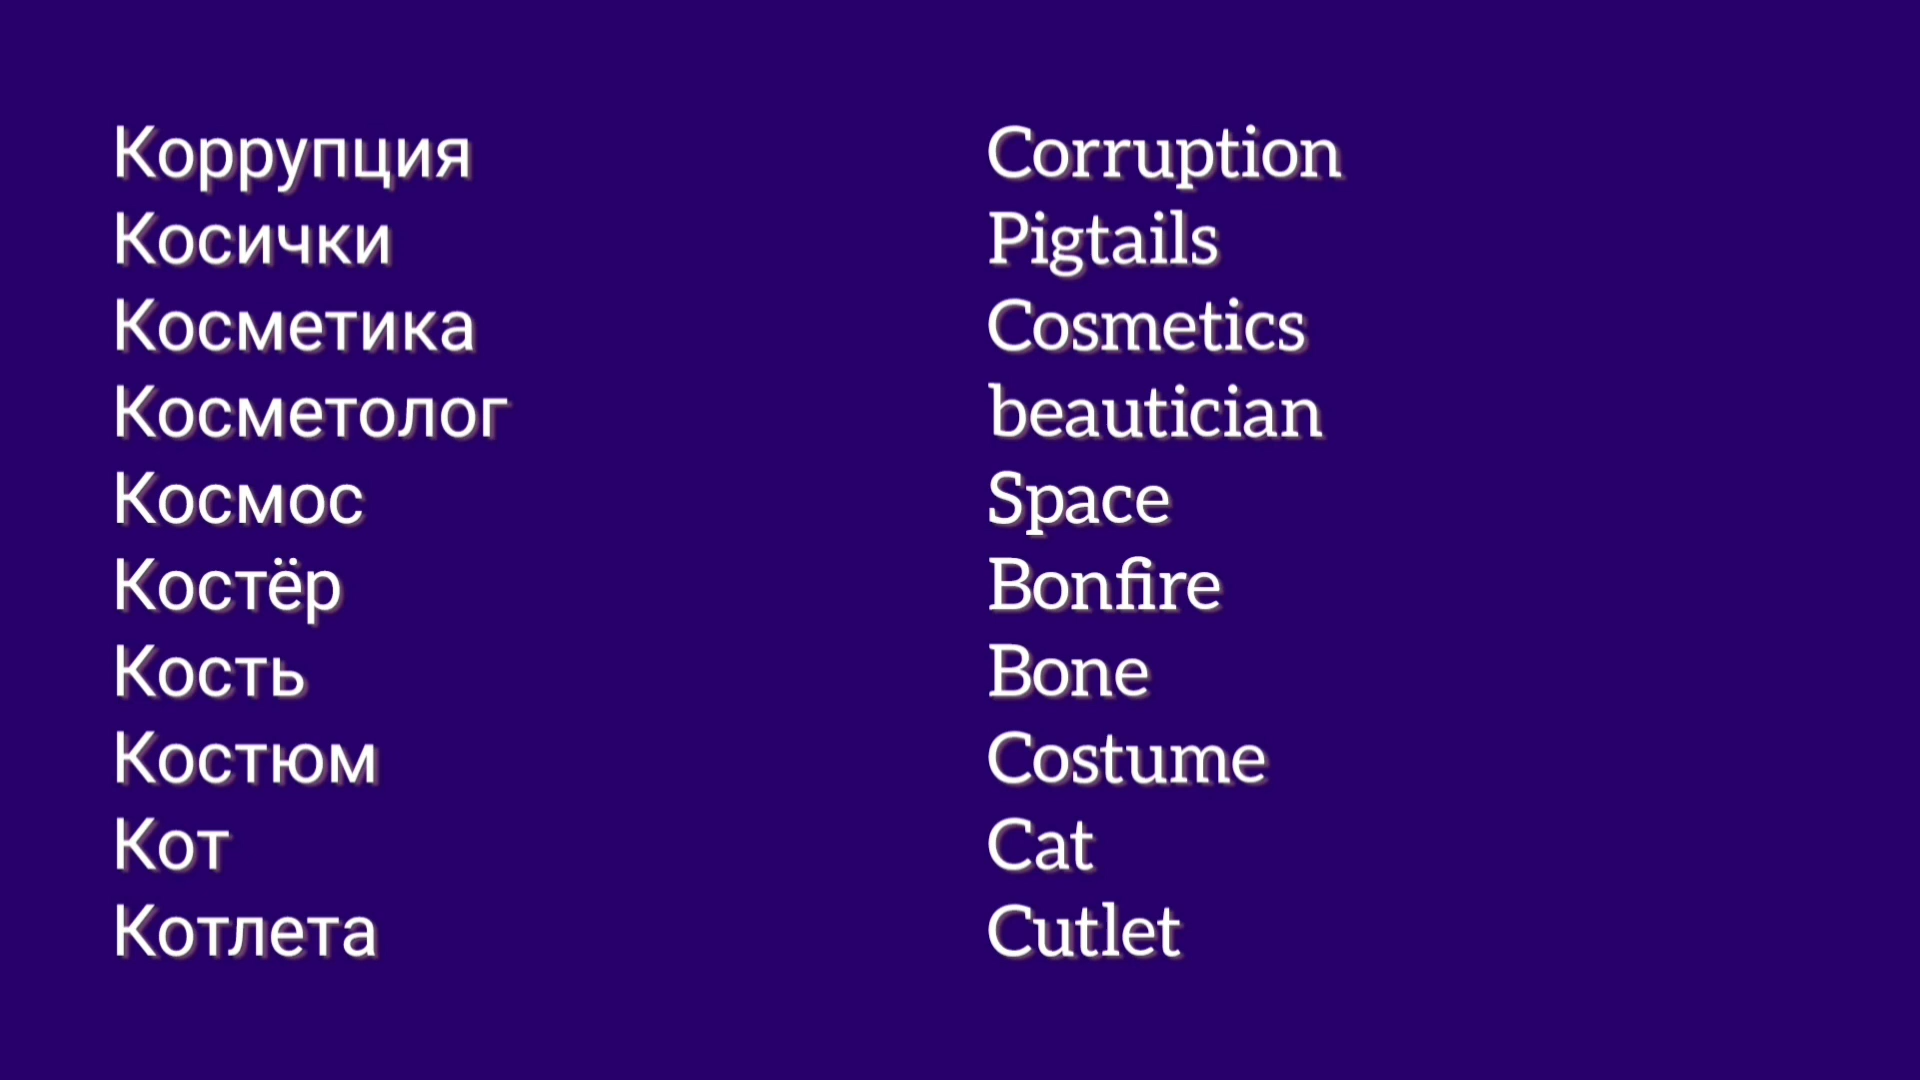 Коррупция Corruption
Косички Pigtails
Косметика Cosmetics
Косметолог beautician
Космос Space
Костёр Bonfire
Кость Bone
Костюм Costume
Кот Cat
Котлета Cutlet